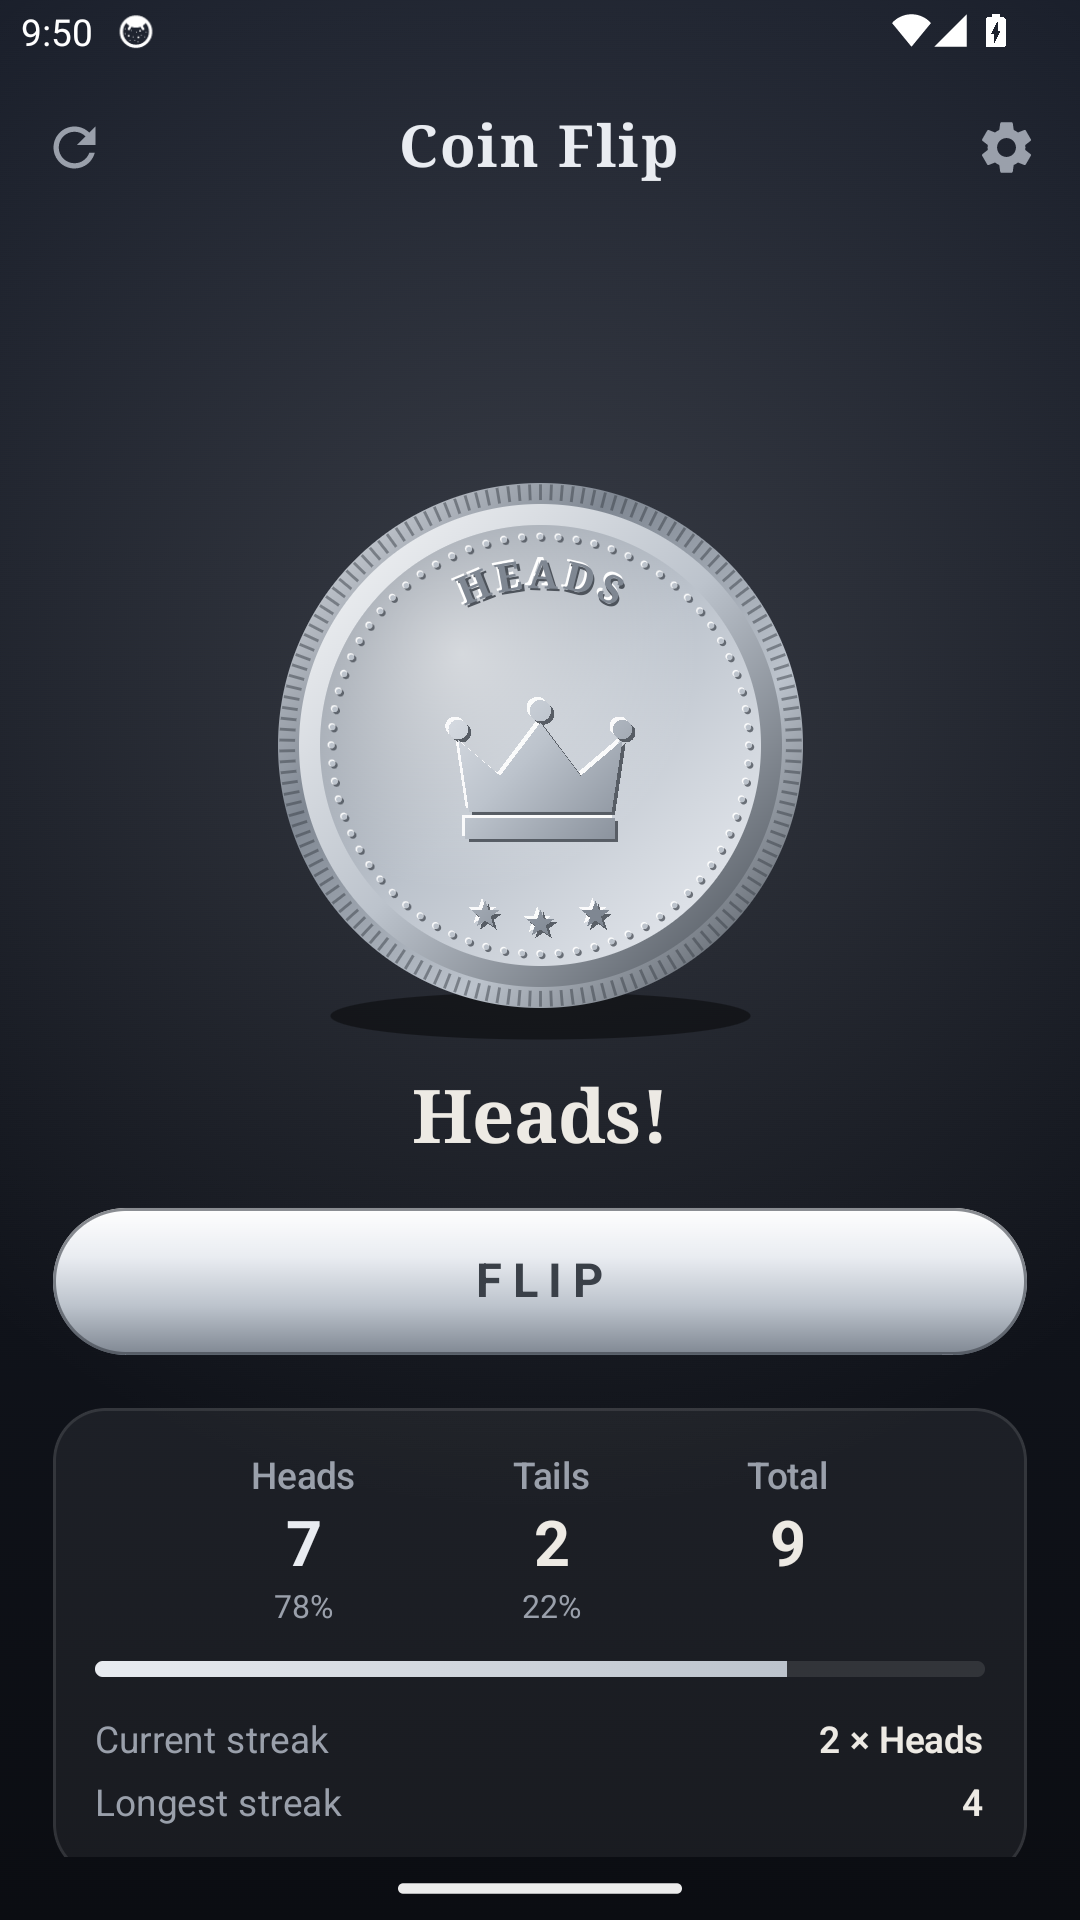 9:50
Coin Flip
HEADS
Heads!
FLIP
Heads Tails Total
7 2 9
78% 22%
Current streak 2 × Heads
Longest streak 4